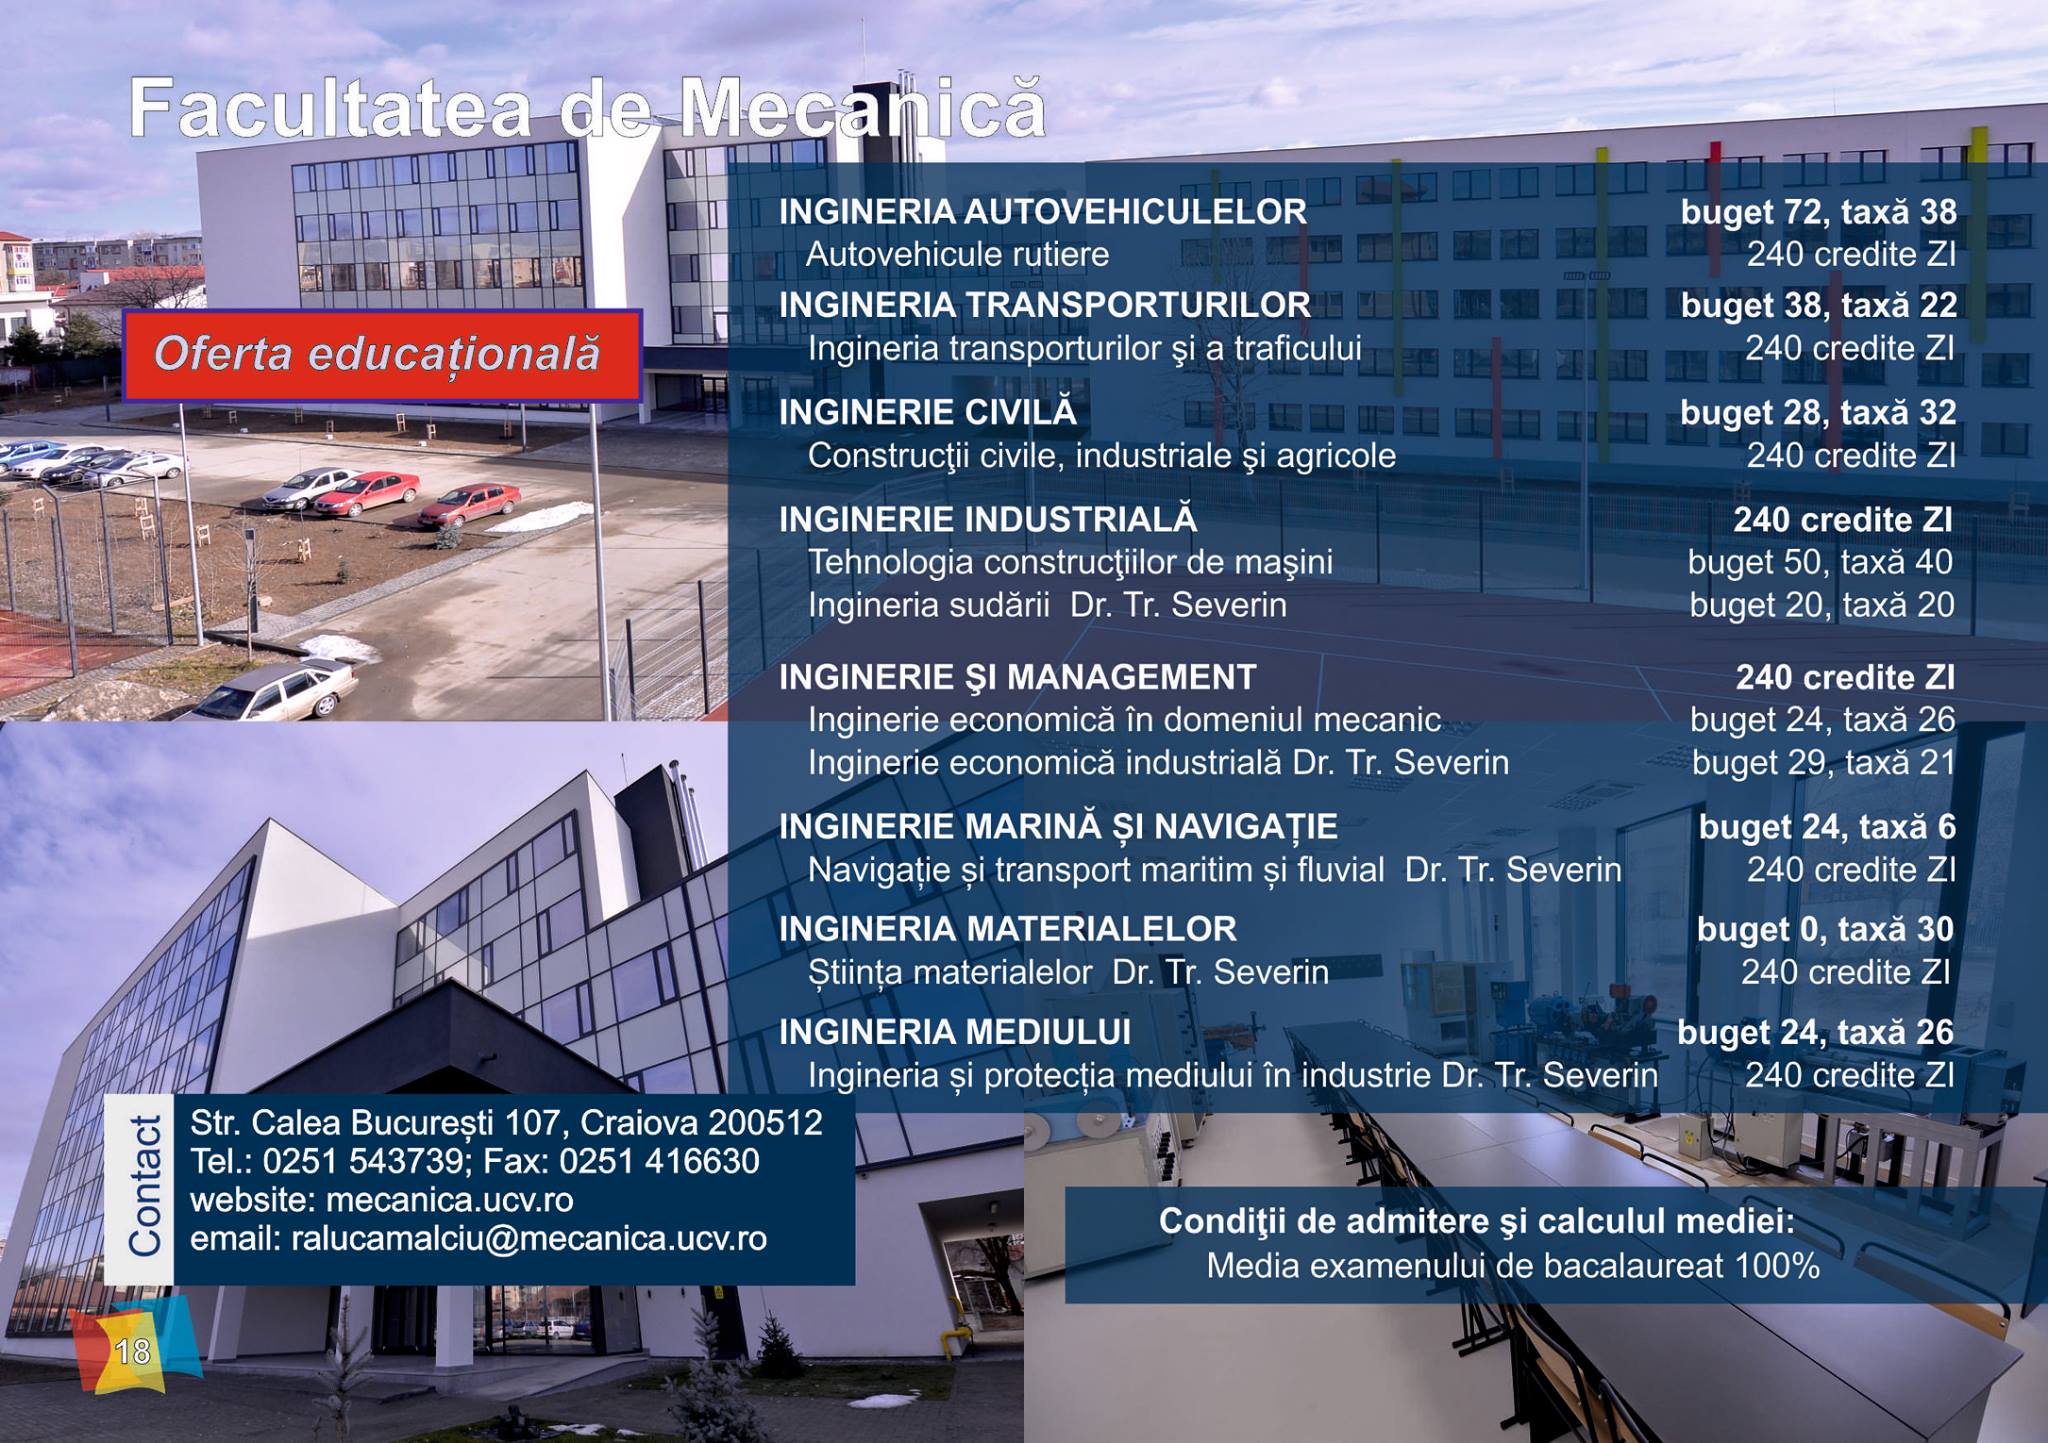 Facultatea de Mecanică
Oferta educațională
INGINERIA AUTOVEHICULELOR buget 72, taxă 38
Autovehicule rutiere 240 credite ZI
INGINERIA TRANSPORTURILOR buget 38, taxă 22
Ingineria transporturilor şi a traficului 240 credite ZI
INGINERIE CIVILĂ buget 28, taxă 32
Construcţii civile, industriale şi agricole 240 credite ZI
INGINERIE INDUSTRIALĂ 240 credite ZI
Tehnologia construcţiilor de maşini buget 50, taxă 40
Ingineria sudării Dr. Tr. Severin buget 20, taxă 20
INGINERIE ŞI MANAGEMENT 240 credite ZI
Inginerie economică în domeniul mecanic buget 24, taxă 26
Inginerie economică industrială Dr. Tr. Severin buget 29, taxă 21
INGINERIE MARINĂ ȘI NAVIGAȚIE buget 24, taxă 6
Navigație și transport maritim și fluvial Dr. Tr. Severin 240 credite ZI
INGINERIA MATERIALELOR buget 0, taxă 30
Știința materialelor Dr. Tr. Severin 240 credite ZI
INGINERIA MEDIULUI buget 24, taxă 26
Ingineria și protecția mediului în industrie Dr. Tr. Severin 240 credite ZI
Contact
Str. Calea București 107, Craiova 200512
Tel.: 0251 543739; Fax: 0251 416630
website: mecanica.ucv.ro
email: ralucamalciu@mecanica.ucv.ro
Condiţii de admitere şi calculul mediei:
Media examenului de bacalaureat 100%
18